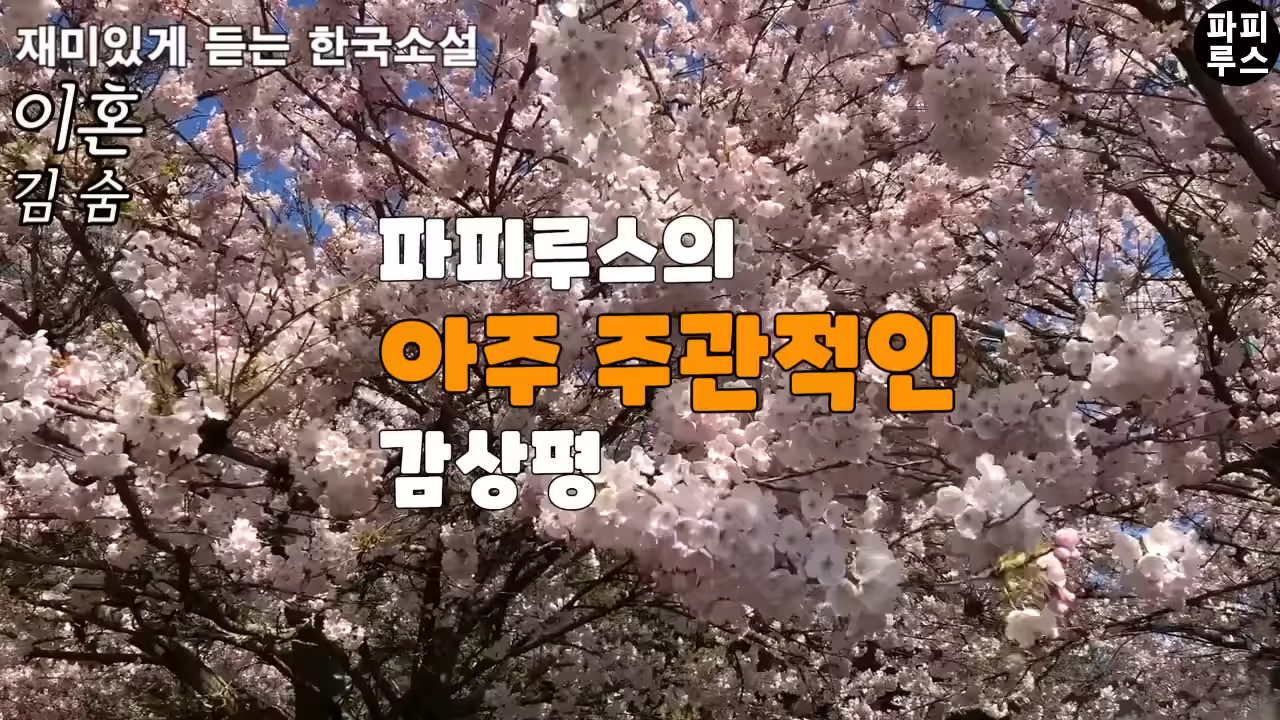 재미있게 듣는 한국소설
이혼
김 숨
파피
루스
파피루스의
아주 주관적인
감상평